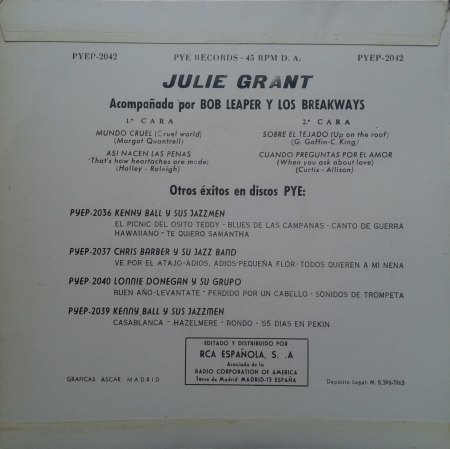 PYEP-2042 PYE RECORDS - 45 RPM D. A. PYEP-2042
JULIE GRANT
Acompañada por BOB LEAPER Y LOS BREAKWAYS
1.ª CARA
MUNDO CRUEL (Cruel world)
(Margot Quantrell)
ASI NACEN LAS PENAS
(That's how heartaches are made)
(Halley - Raleigh)
2.ª CARA
SOBRE EL TEJADO (Up on the roof)
(G. Goffin-C. King)
CUANDO PREGUNTAS POR EL AMOR
(When you ask about love)
(Curtis - Allison)
Otros éxitos en discos PYE:
PYEP-2036 KENNY BALL Y SUS JAZZMEN
EL PICNIC DEL OSITO TEDDY - BLUES DE LAS CAMPANAS - CANTO DE GUERRA
HAWAIIANO - TE QUIERO SAMANTHA
PYEP-2037 CHRIS BARBER Y SU JAZZ BAND
VE POR EL ATAJO-ADIOS, ADIOS-PEQUEÑA FLOR-TODOS QUIEREN A MI NENA
PYEP-2040 LONNIE DONEGAN Y SU GRUPO
BUEN AÑO-LEVANTATE - PERDIDO POR UN CABELLO - SONIDOS DE TROMPETA
PYEP-2039 KENNY BALL Y SUS JAZZMEN
CASABLANCA - HAZELMERE - RONDO - 55 DIAS EN PEKIN
EDITADO Y DISTRIBUIDO POR
RCA ESPAÑOLA, S. .A
Asociada de la
RADIO CORPORATION OF AMERICA
Torre de Madrid MADRID-13 ESPAÑA
GRAFICAS ASCAR MADRID
Depósito Legal: M. 8.396-1963